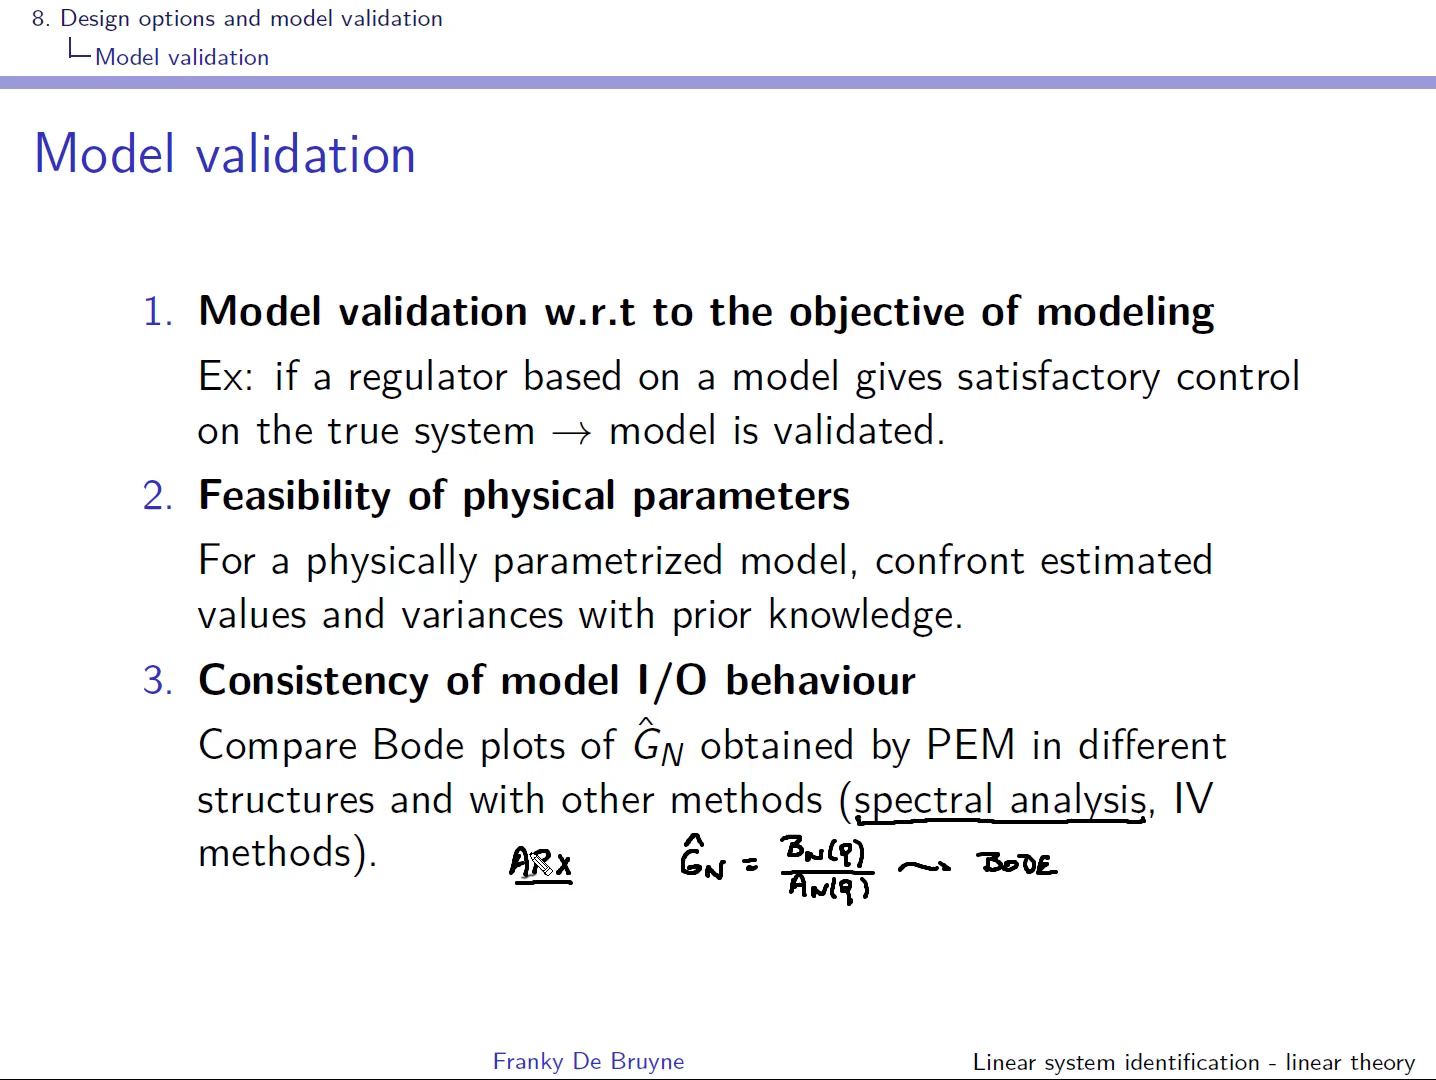 8. Design options and model validation
Model validation
Model validation
1. Model validation w.r.t to the objective of modeling
Ex: if a regulator based on a model gives satisfactory control
on the true system → model is validated.
2. Feasibility of physical parameters
For a physically parametrized model, confront estimated
values and variances with prior knowledge.
3. Consistency of model I/O behaviour
Compare Bode plots of Ĝ_N obtained by PEM in different
structures and with other methods (spectral analysis, IV
methods).
ARX Ĝ_N = B_N(q) / A_N(q) ⤳ BODE
Franky De Bruyne Linear system identification - linear theory